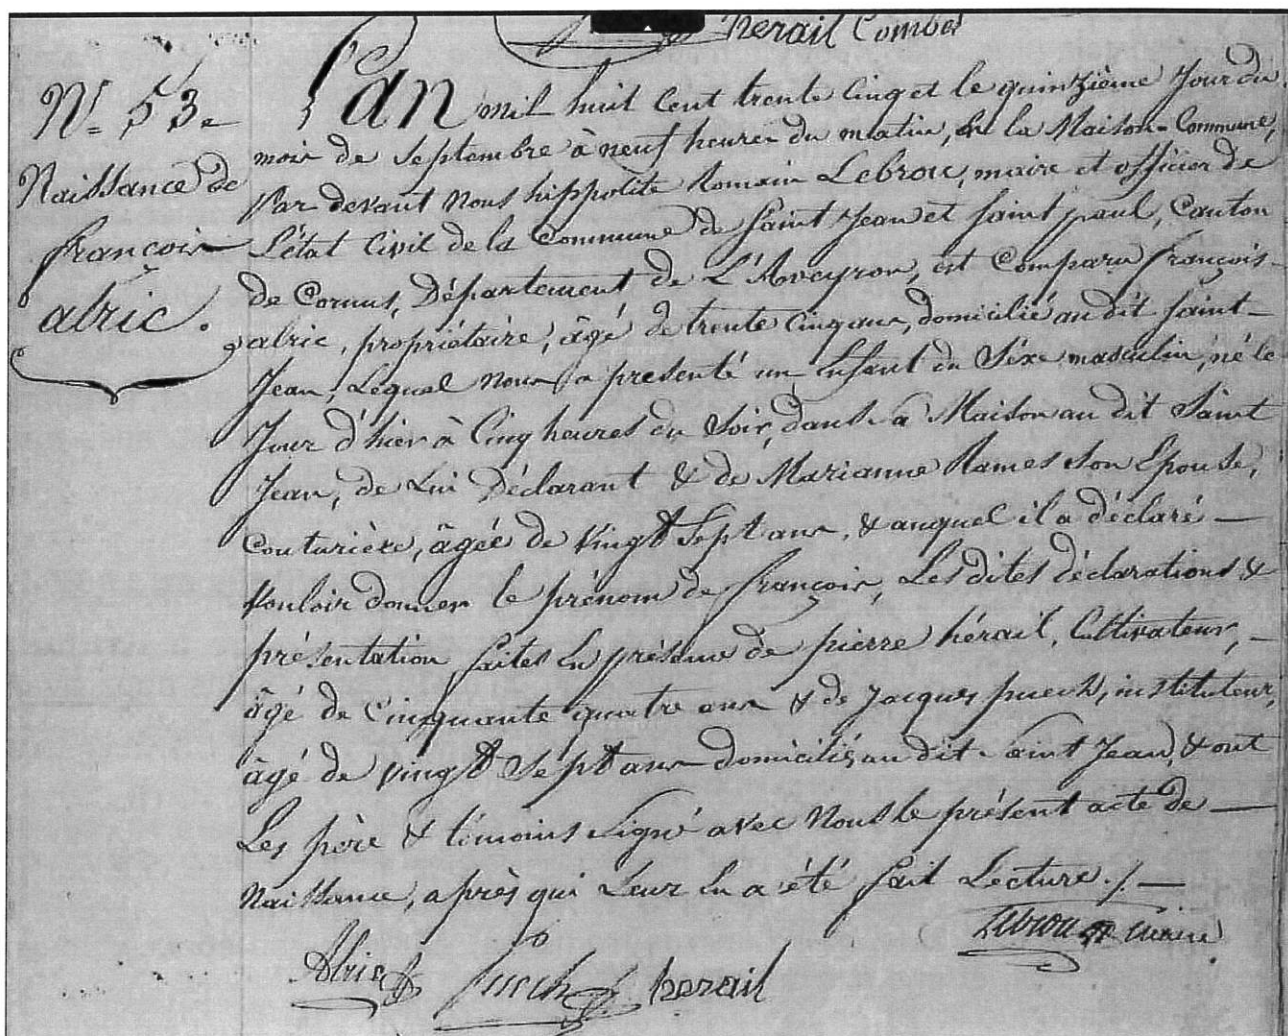 herail Combes
N.° 53.
Naissance de
françois
alric.
L'an mil huit cent trente Cinq et le quinzième Jour du
mois de Septembre à neuf heures du matin, de la Maison-Commune,
Par devant Nous hippolite Romain Lebrou, maire et officier de
L'état Civil de la Commune de Saint Jean et Saint paul, Canton
de Cornus, Département de L'Aveyron, est Comparu françois-
alric, propriétaire, âgé de trente Cinq ans, domicilié au dit Saint-
Jean, Lequel Nous a presenté un Enfant du Séxe masculin, né le
Jour d'hier à Cinq heures du Soir, dans sa Maison au dit Saint
Jean, de Lui Déclarant & de Marianne Rames son Epouse,
Couturière, âgée de Vingt Sept ans, & auquel il a déclaré —
Vouloir donner le prénom de françois, Les dites déclarations &
présentation faites En présence de pierre hérail, Cultivateur, —
âgé de Cinquante quatre ans & de Jacques puech, instituteur,
âgé de Vingt Sept ans domiciliés au dit Saint Jean, & ont
Les père & témoins Signé avec Nous le présent acte de —
Naissance, après qui Leur En a été fait Lecture ./. —
Lebrou maire
Alric Puech herail